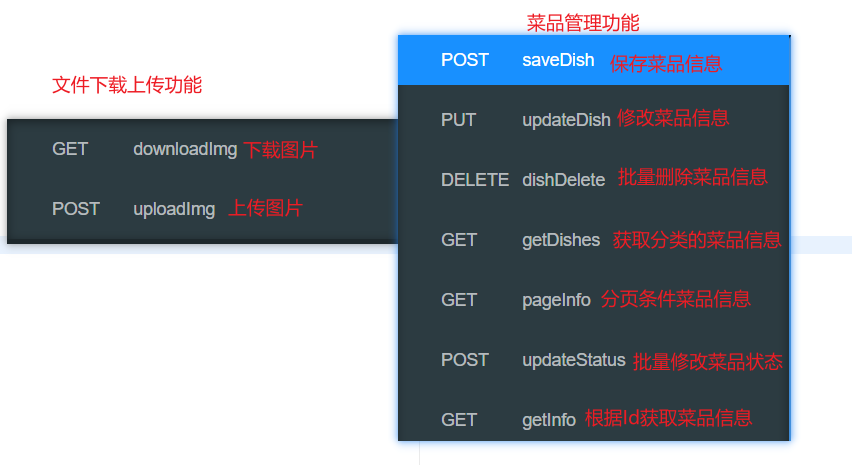 文件下载上传功能
GET downloadImg 下载图片
POST uploadImg 上传图片
菜品管理功能
POST saveDish 保存菜品信息
PUT updateDish 修改菜品信息
DELETE dishDelete 批量删除菜品信息
GET getDishes 获取分类的菜品信息
GET pageInfo 分页条件菜品信息
POST updateStatus 批量修改菜品状态
GET getInfo 根据Id获取菜品信息